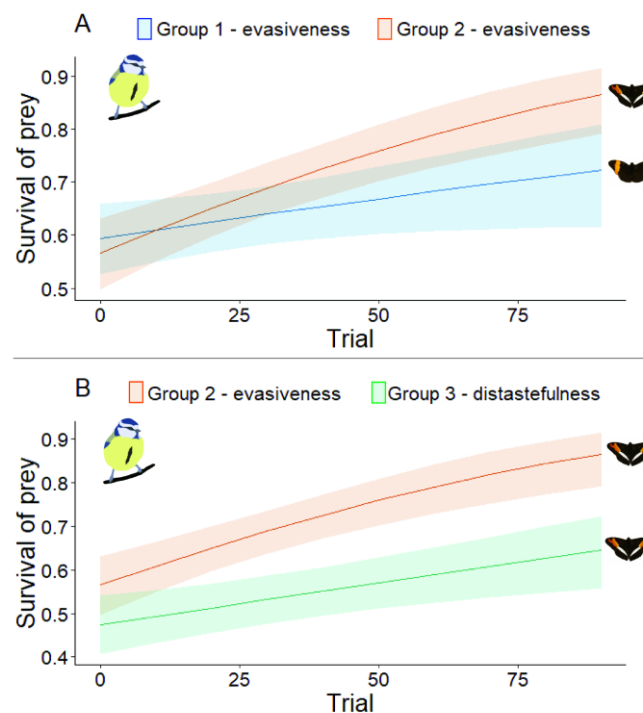 A
Group 1 - evasiveness Group 2 - evasiveness
Survival of prey
0.9
0.8
0.7
0.6
0.5
0 25 50 75
Trial
B
Group 2 - evasiveness Group 3 - distastefulness
Survival of prey
0.9
0.8
0.7
0.6
0.5
0.4
0 25 50 75
Trial